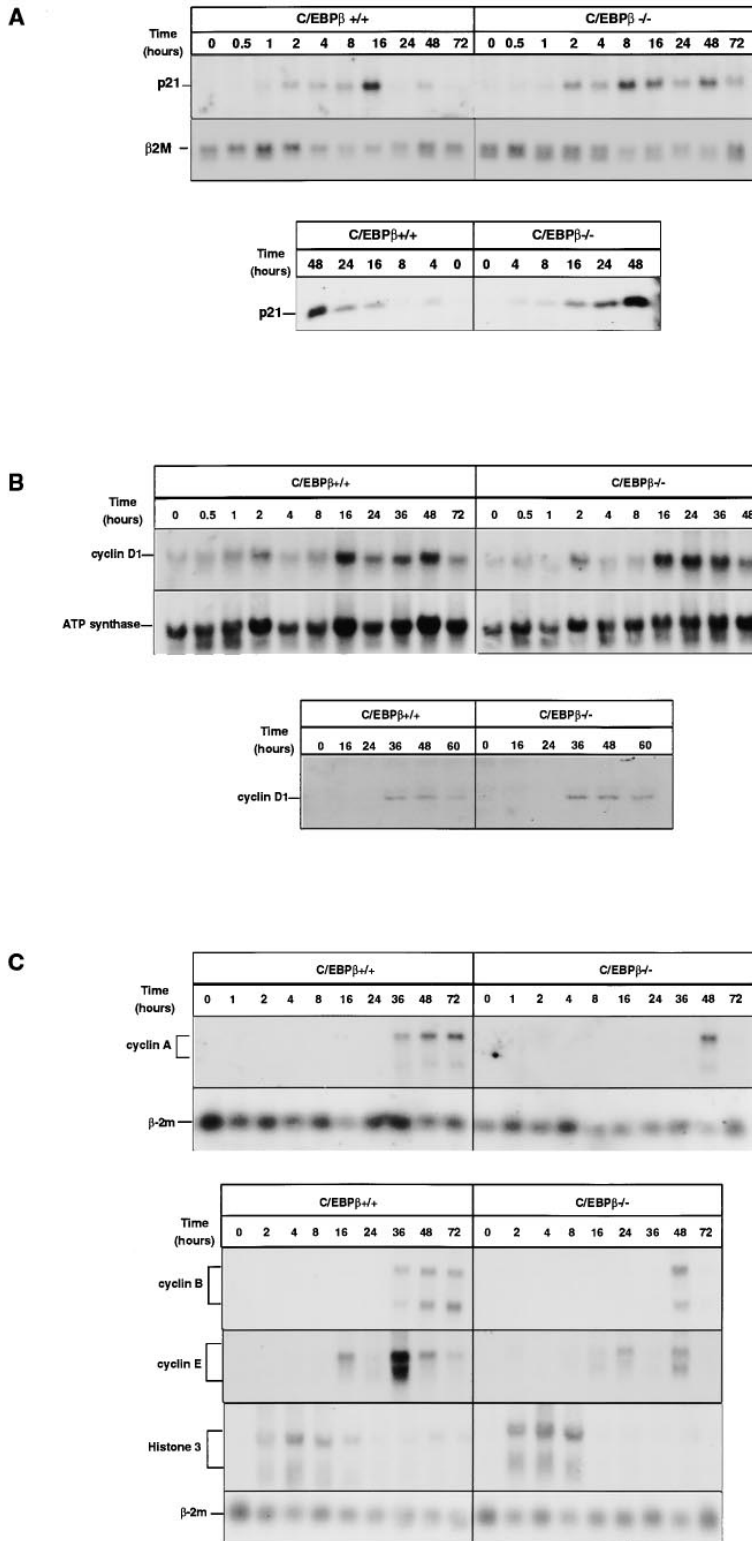 A
C/EBPβ +/+ C/EBPβ -/-
Time
(hours)
0 0.5 1 2 4 8 16 24 48 72 0 0.5 1 2 4 8 16 24 48 72
p21
β2M
C/EBPβ+/+ C/EBPβ-/-
Time
(hours)
48 24 16 8 4 0 0 4 8 16 24 48
p21
B
C/EBPβ+/+ C/EBPβ-/-
Time
(hours)
0 0.5 1 2 4 8 16 24 36 48 72 0 0.5 1 2 4 8 16 24 36 48
cyclin D1
ATP synthase
C/EBPβ+/+ C/EBPβ-/-
Time
(hours)
0 16 24 36 48 60 0 16 24 36 48 60
cyclin D1
C
C/EBPβ+/+ C/EBPβ-/-
Time
(hours)
0 1 2 4 8 16 24 36 48 72 0 1 2 4 8 16 24 36 48 72
cyclin A
β-2m
C/EBPβ+/+ C/EBPβ-/-
Time
(hours)
0 2 4 8 16 24 36 48 72 0 2 4 8 16 24 36 48 72
cyclin B
cyclin E
Histone 3
β-2m